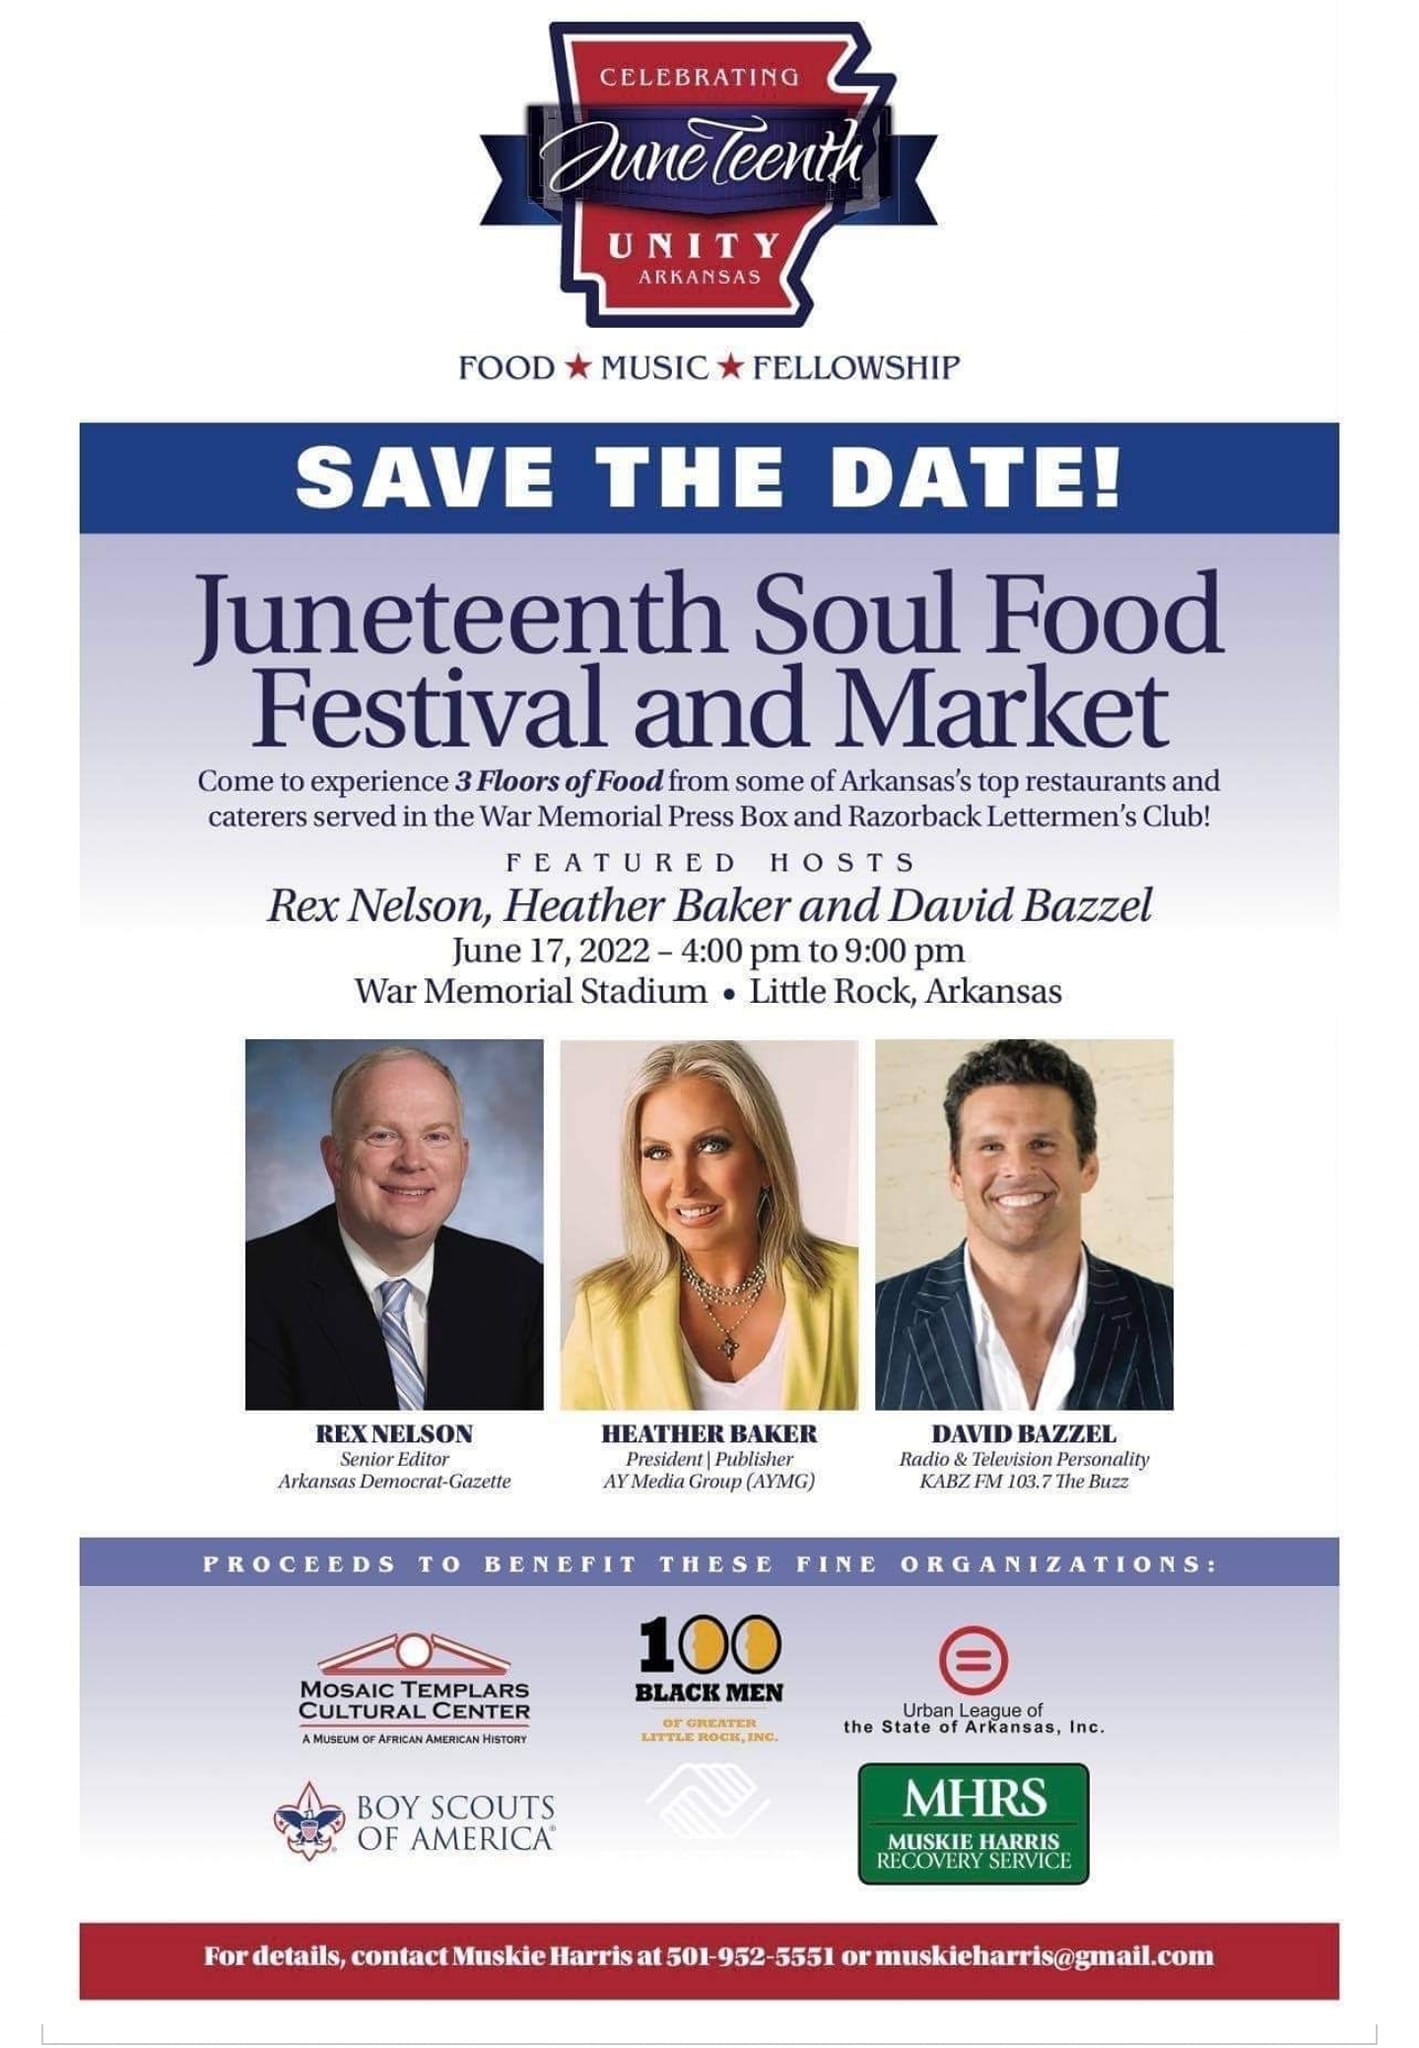 CELEBRATING
JuneTeenth
UNITY
ARKANSAS
FOOD ★ MUSIC ★ FELLOWSHIP
SAVE THE DATE!
Juneteenth Soul Food
Festival and Market
Come to experience 3 Floors of Food from some of Arkansas's top restaurants and
caterers served in the War Memorial Press Box and Razorback Lettermen's Club!
FEATURED HOSTS
Rex Nelson, Heather Baker and David Bazzel
June 17, 2022 – 4:00 pm to 9:00 pm
War Memorial Stadium • Little Rock, Arkansas
REX NELSON
Senior Editor
Arkansas Democrat-Gazette
HEATHER BAKER
President | Publisher
AY Media Group (AYMG)
DAVID BAZZEL
Radio & Television Personality
KABZ FM 103.7 The Buzz
PROCEEDS TO BENEFIT THESE FINE ORGANIZATIONS:
MOSAIC TEMPLARS
CULTURAL CENTER
A MUSEUM OF AFRICAN AMERICAN HISTORY
100
BLACK MEN
OF GREATER
LITTLE ROCK, INC.
Urban League of
the State of Arkansas, Inc.
BOY SCOUTS
OF AMERICA®
MHRS
MUSKIE HARRIS
RECOVERY SERVICE
For details, contact Muskie Harris at 501-952-5551 or muskieharris@gmail.com